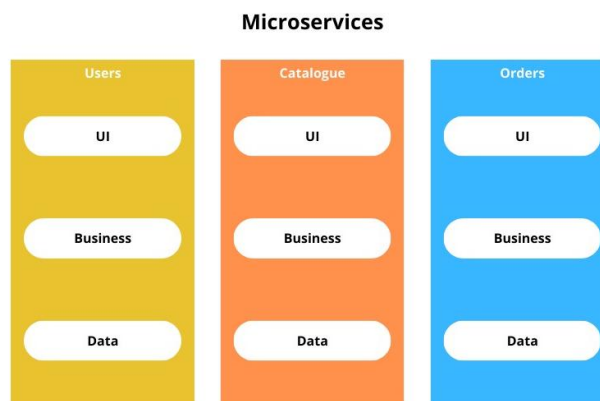 Microservices
Users
Catalogue
Orders
UI
UI
UI
Business
Business
Business
Data
Data
Data